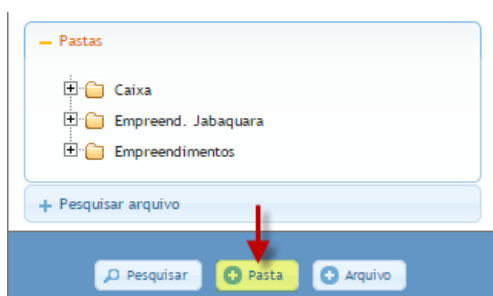 Pastas
Caixa
Empreend. Jabaquara
Empreendimentos
Pesquisar arquivo
Pesquisar Pasta Arquivo